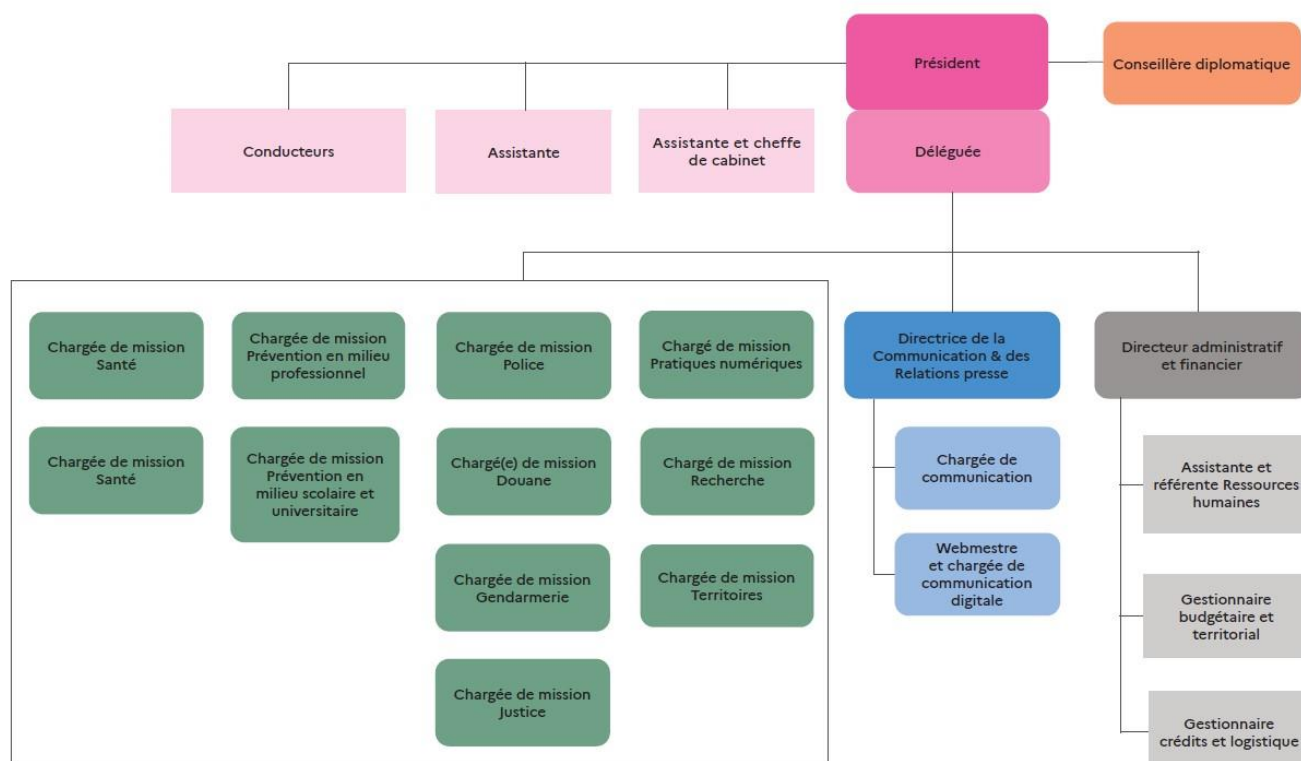 Président
Conseillère diplomatique
Conducteurs
Assistante
Assistante et cheffe
de cabinet
Déléguée
Chargée de mission
Santé
Chargée de mission
Prévention en milieu
professionnel
Chargée de mission
Police
Chargé de mission
Pratiques numériques
Directrice de la
Communication & des
Relations presse
Directeur administratif
et financier
Chargée de mission
Santé
Chargée de mission
Prévention en
milieu scolaire et
universitaire
Chargé(e) de mission
Douane
Chargé de mission
Recherche
Chargée de
communication
Assistante et
référente Ressources
humaines
Chargée de mission
Gendarmerie
Chargée de mission
Territoires
Webmestre
et chargée de
communication
digitale
Gestionnaire
budgétaire et
territorial
Chargée de mission
Justice
Gestionnaire
crédits et logistique